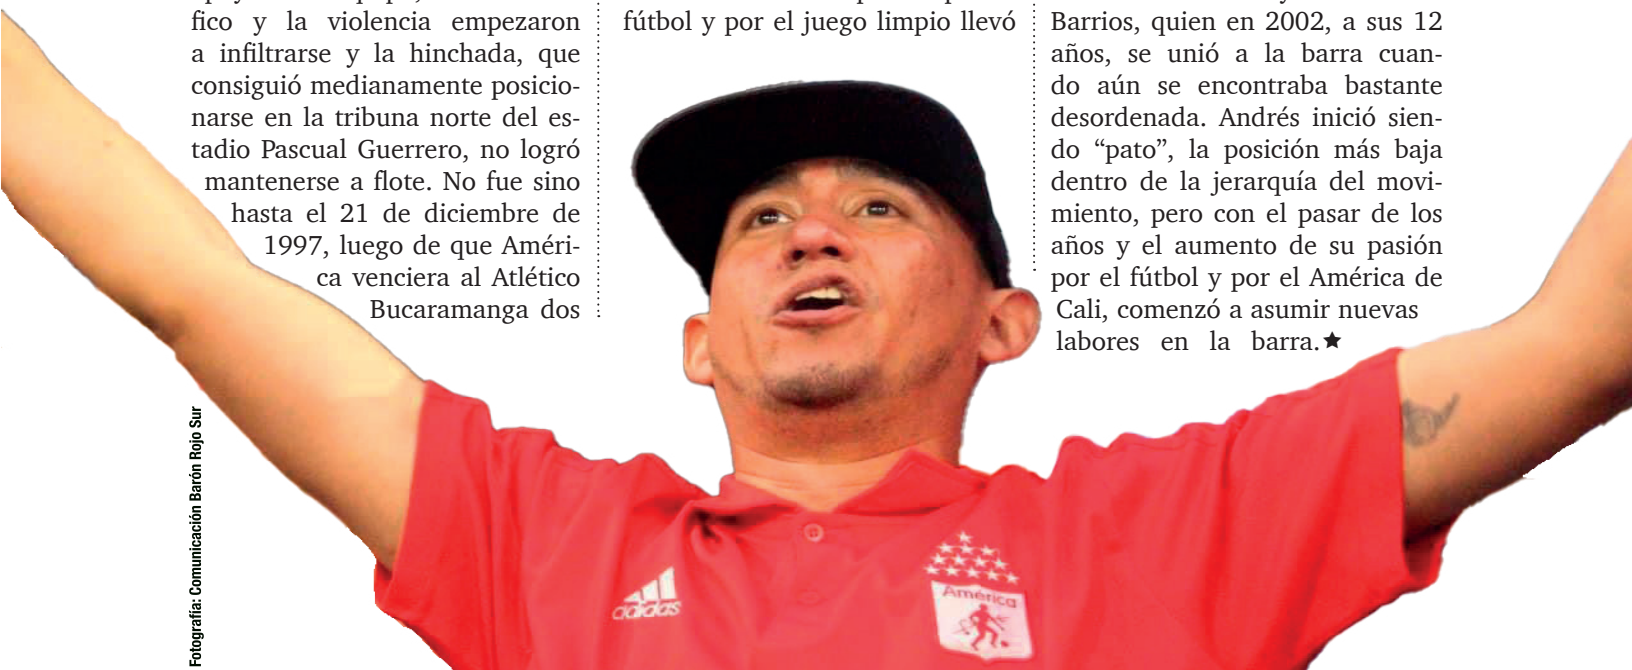 fico y la violencia empezaron
a infiltrarse y la hinchada, que
consiguió medianamente posicio-
narse en la tribuna norte del es-
tadio Pascual Guerrero, no logró
mantenerse a flote. No fue sino
hasta el 21 de diciembre de
1997, luego de que Améri-
ca venciera al Atlético
Bucaramanga dos
fútbol y por el juego limpio llevó
Barrios, quien en 2002, a sus 12
años, se unió a la barra cuan-
do aún se encontraba bastante
desordenada. Andrés inició sien-
do “pato”, la posición más baja
dentro de la jerarquía del movi-
miento, pero con el pasar de los
años y el aumento de su pasión
por el fútbol y por el América de
Cali, comenzó a asumir nuevas
labores en la barra.★
Fotografía: Comunicación Barón Rojo Sur
adidas
América